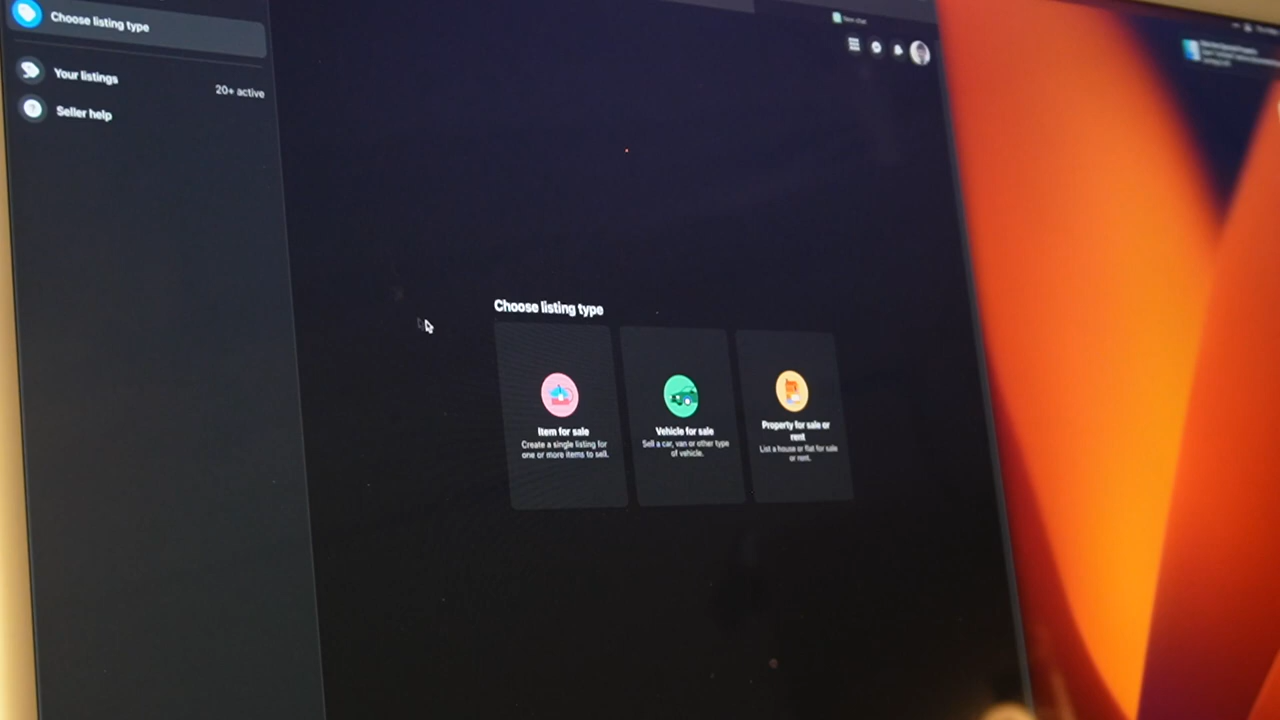 Choose listing type
Your listings
20+ active
Seller help
New chat
Choose listing type
Item for sale
Create a single listing for
one or more items to sell.
Vehicle for sale
Sell a car, van or other type
of vehicle.
Property for sale or
rent
List a house or flat for sale
or rent.